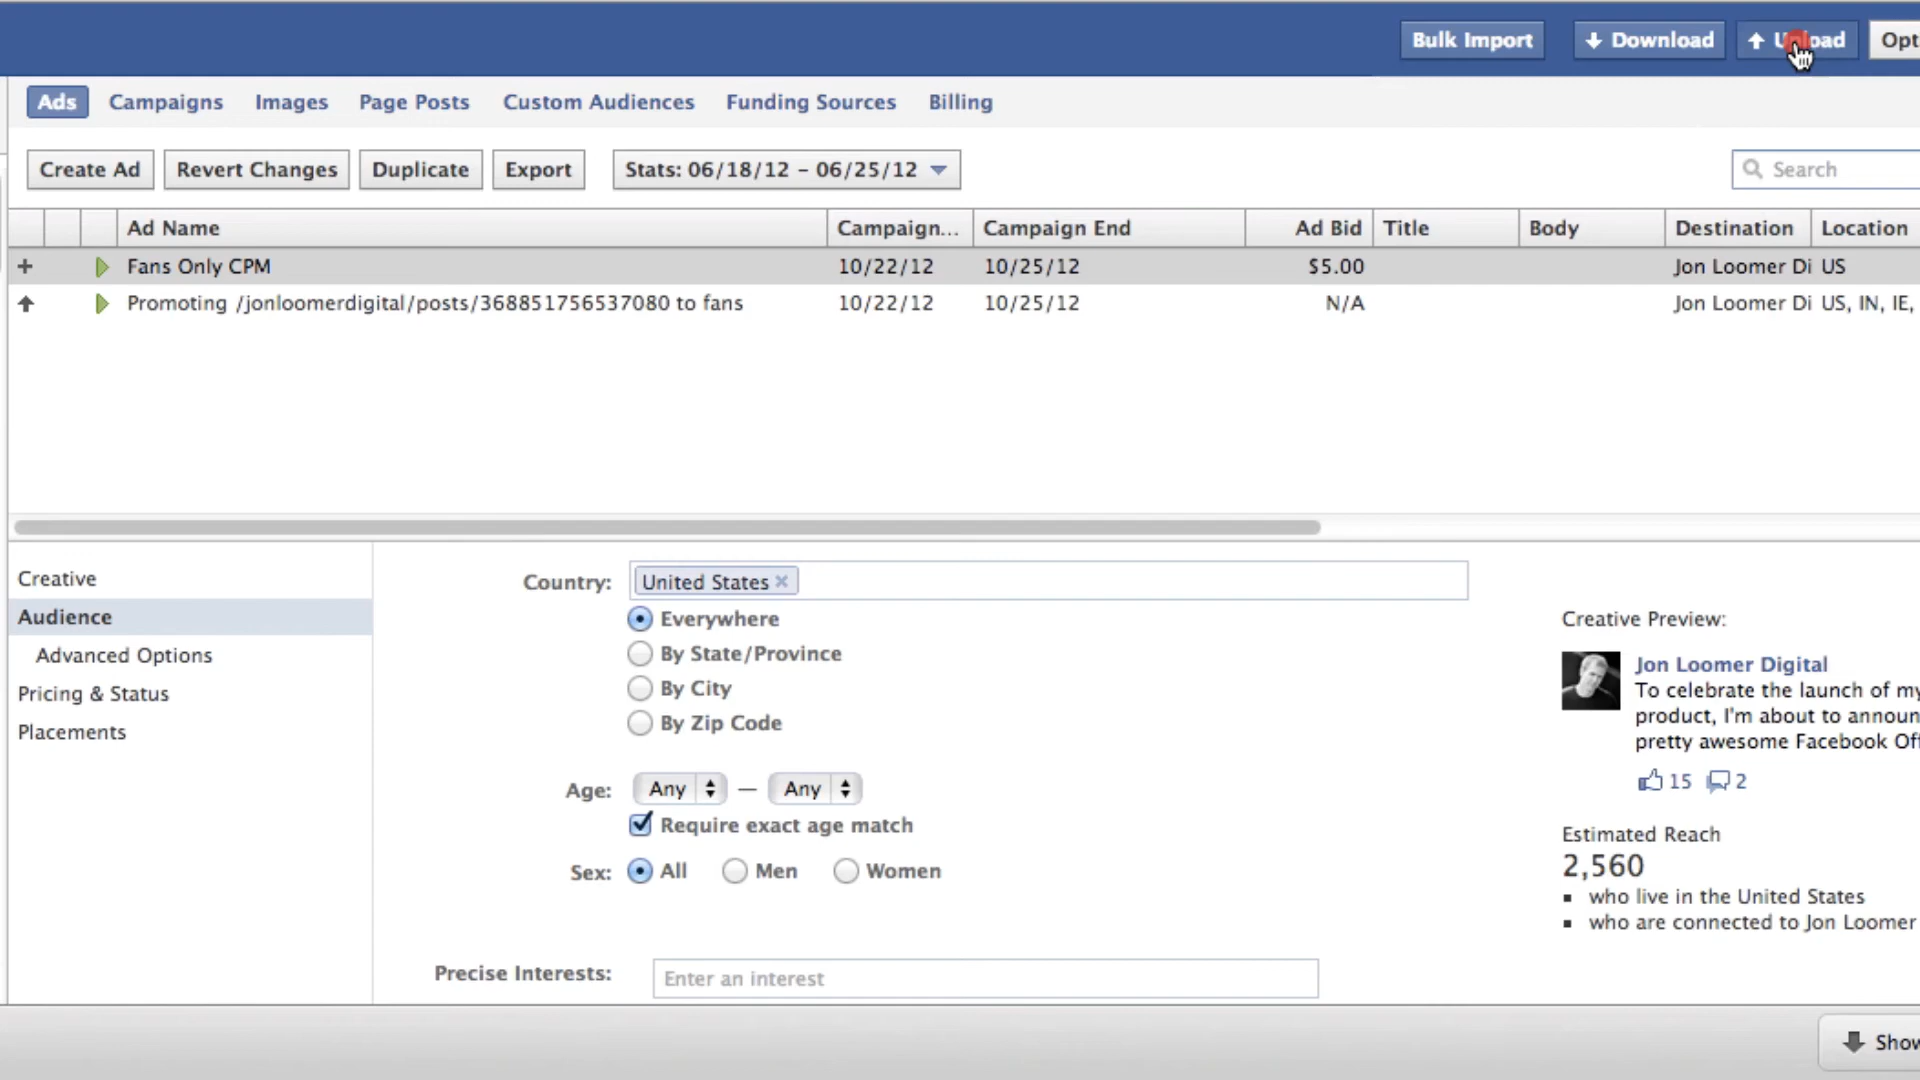 Bulk Import
Download
Upload
Opt
Ads
Campaigns
Images
Page Posts
Custom Audiences
Funding Sources
Billing
Create Ad
Revert Changes
Duplicate
Export
Stats: 06/18/12 - 06/25/12
Search
Ad Name
Campaign...
Campaign End
Ad Bid
Title
Body
Destination
Location
Fans Only CPM
10/22/12
10/25/12
$5.00
Jon Loomer Di
US
Promoting /jonloomerdigital/posts/368851756537080 to fans
10/22/12
10/25/12
N/A
Jon Loomer Di
US, IN, IE,
Creative
Audience
Advanced Options
Pricing & Status
Placements
Country:
United States
Everywhere
By State/Province
By City
By Zip Code
Age:
Any
—
Any
Require exact age match
Sex:
All
Men
Women
Precise Interests:
Enter an interest
Creative Preview:
Jon Loomer Digital
To celebrate the launch of my
product, I'm about to announ
pretty awesome Facebook Off
15
2
Estimated Reach
2,560
who live in the United States
who are connected to Jon Loomer
Show